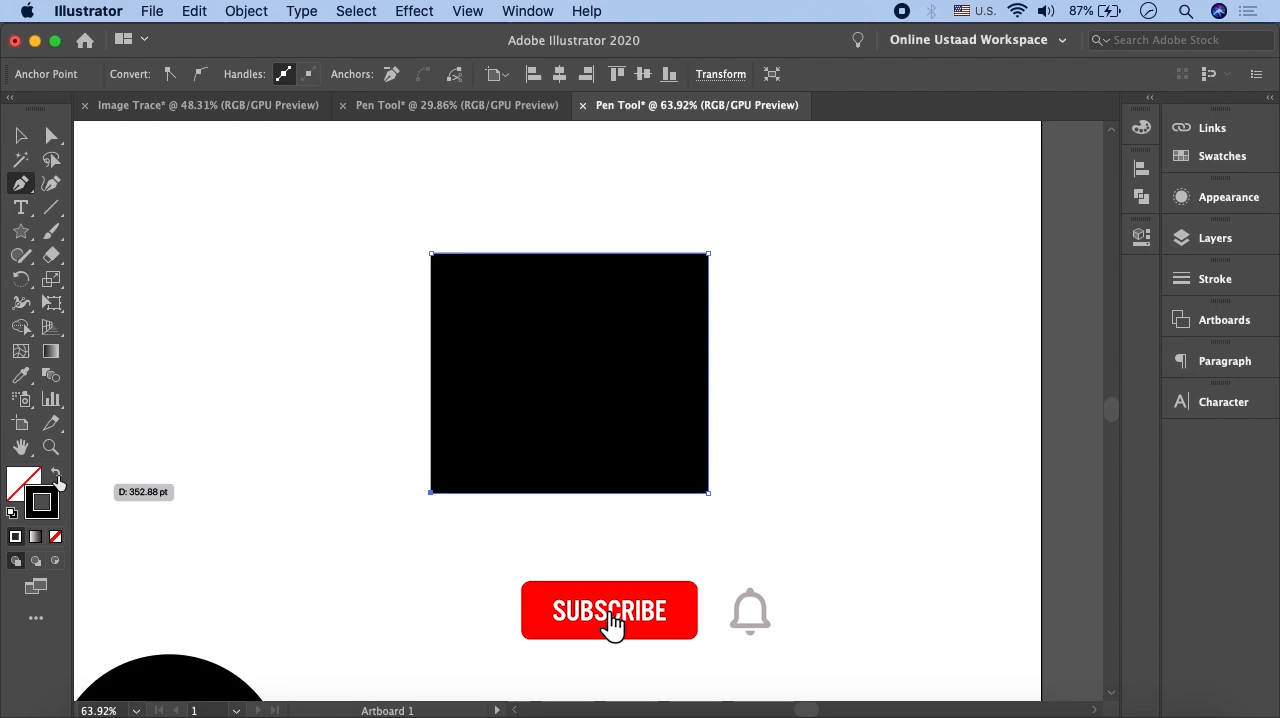 Illustrator File Edit Object Type Select Effect View Window Help U.S. 87%
Adobe Illustrator 2020 Online Ustaad Workspace Search Adobe Stock
Anchor Point Convert: Handles: Anchors: Transform
Image Trace* @ 48.31% (RGB/GPU Preview) Pen Tool* @ 29.86% (RGB/GPU Preview) Pen Tool* @ 63.92% (RGB/GPU Preview)
Links
Swatches
Appearance
Layers
Stroke
Artboards
Paragraph
Character
D: 352.88 pt
SUBSCRIBE
63.92% 1 Artboard 1